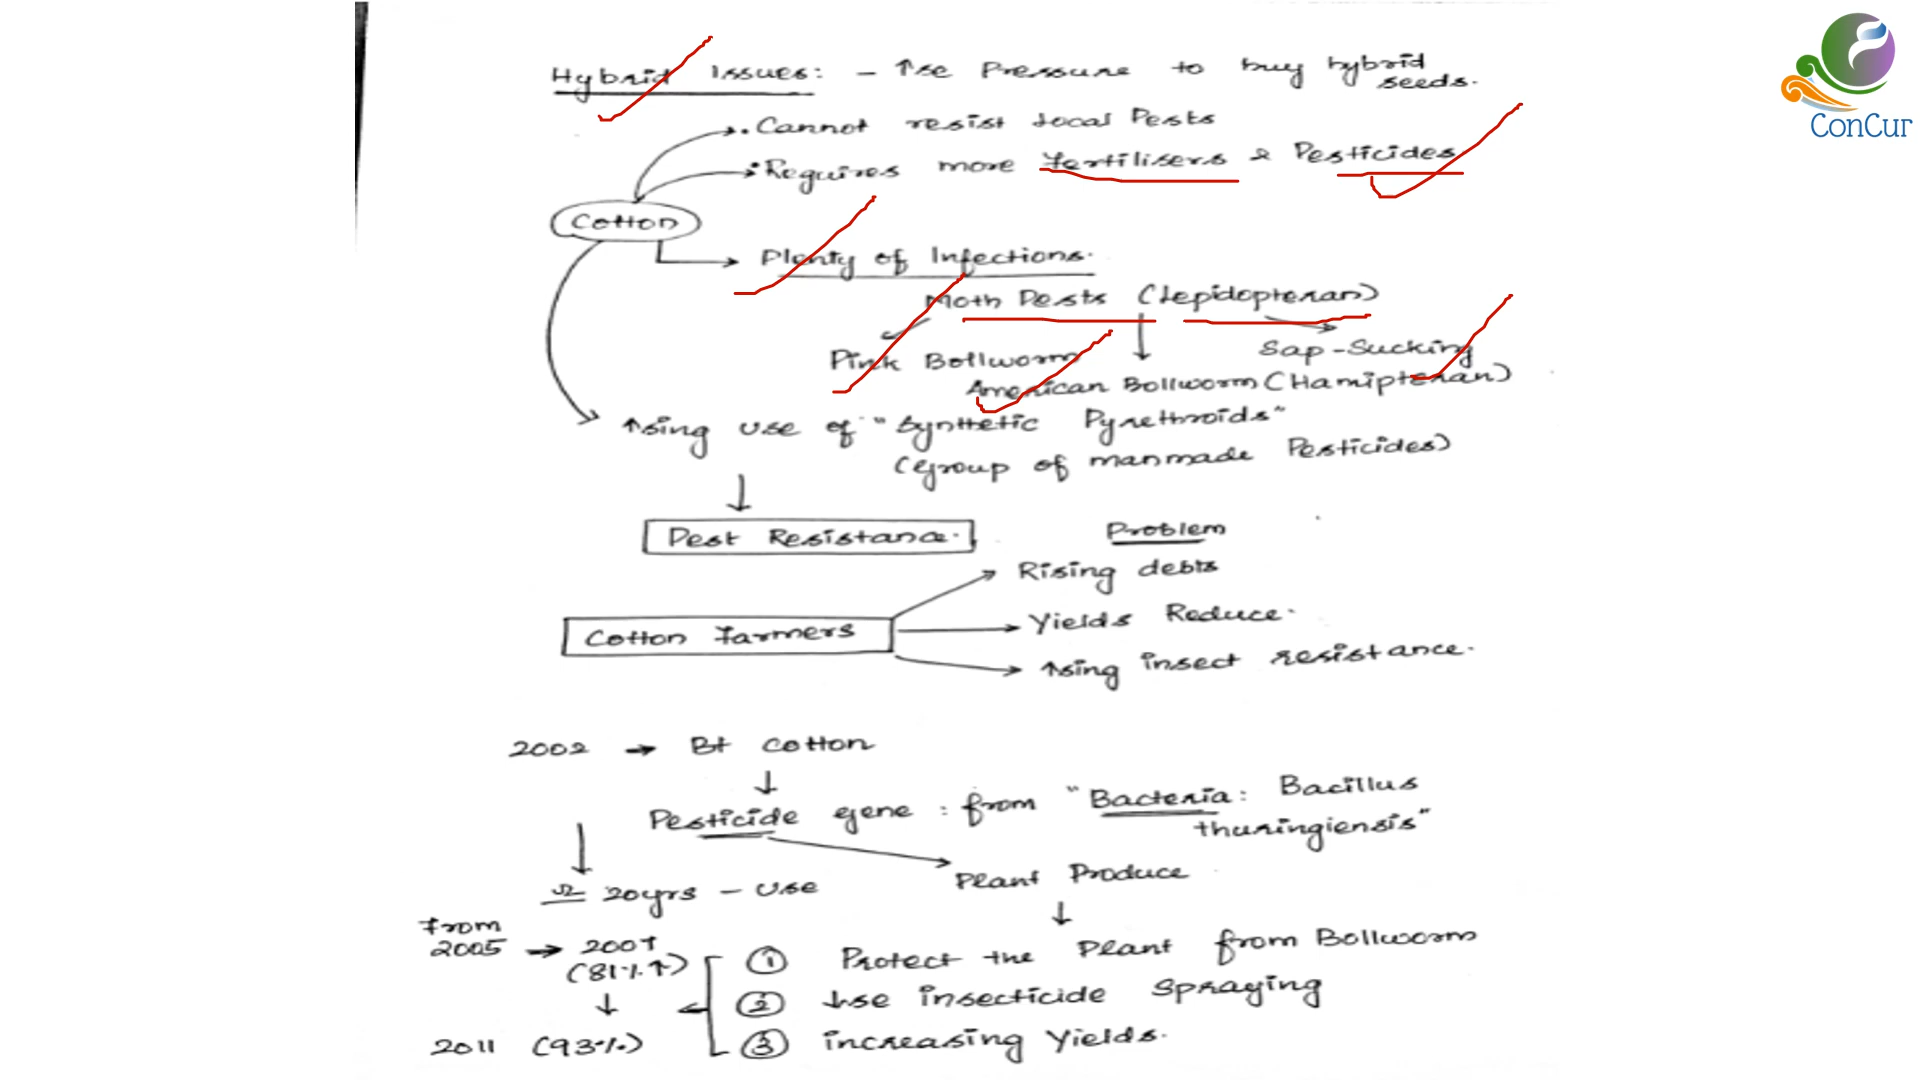 Hybrid Issues: - ↑se Pressure to buy hybrid seeds.
• Cannot resist local Pests
• Requires more fertilisers & Pesticides
Cotton
Plenty of Infections.
Moth Pests (Lepidopteran)
Pink Bollworm
Sap-Sucking
American Bollworm (Hamipteran)
↑sing use of "Synthetic Pyrethroids"
(Group of manmade Pesticides)
Pest Resistance.
Problem
Rising debts
Cotton farmers
Yields Reduce.
↑sing insect resistance.
2002 → Bt cotton
Pesticide gene: from "Bacteria: Bacillus
thuringiensis"
20yrs - Use
Plant Produce
from
2005 → 2007
(81% ↑)
① Protect the Plant from Bollworm
② ↓se insecticide Spraying
2011 (93%)
③ increasing Yields.
ConCur